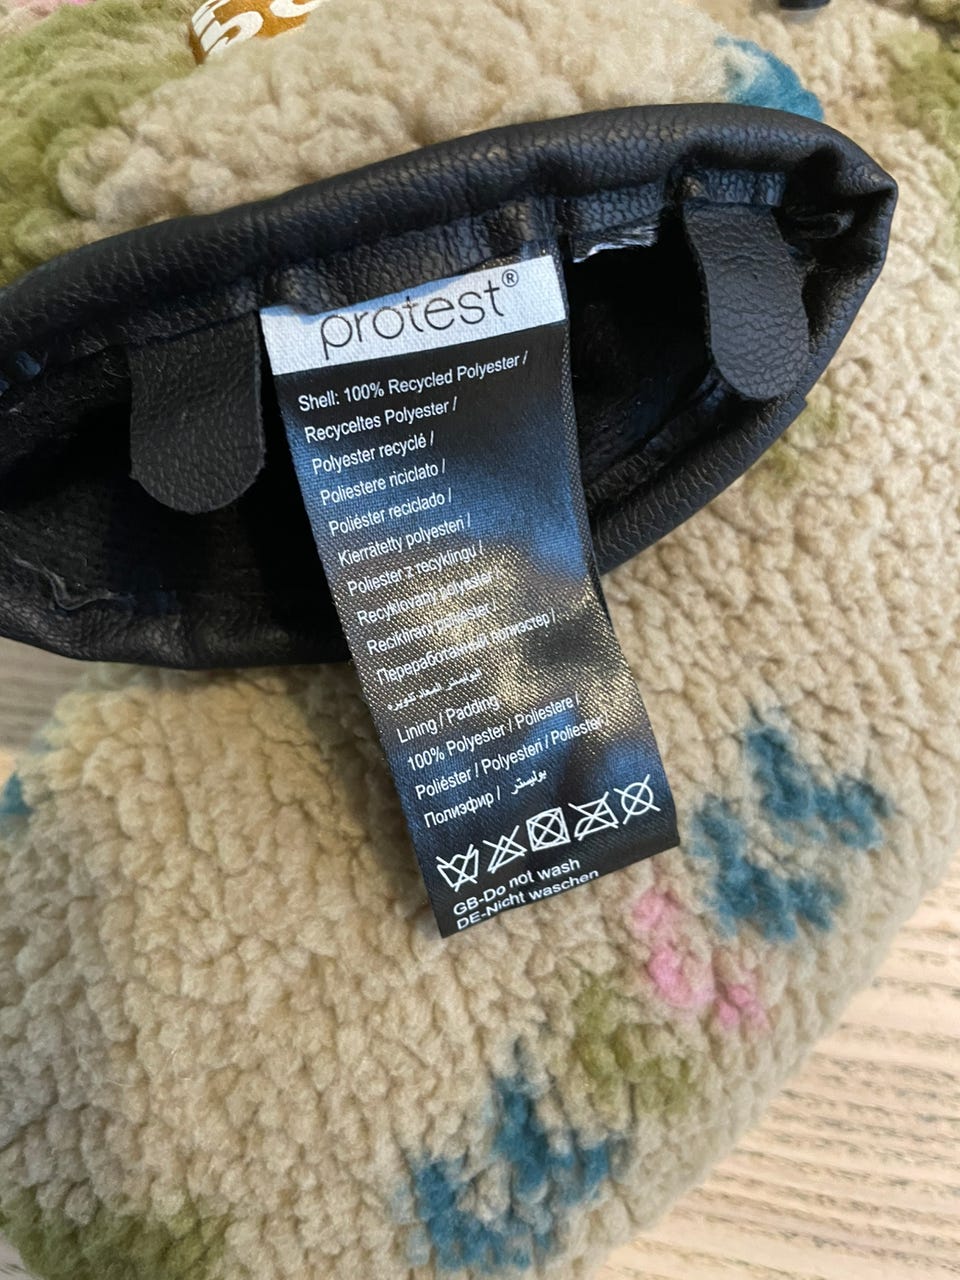 protest®
Shell: 100% Recycled Polyester /
Recyceltes Polyester /
Polyester recyclé /
Poliestere riciclato /
Poliéster reciclado /
Kierrätetty polyesteri /
Poliester z recyklingu /
Recyklovaný polyester /
Reciklirani poliester /
Переработанный полиэстер /
Lining / Padding:
100% Polyester / Poliestere /
Poliéster / Polyesteri / Poliester /
Полиэфир / بوليستر
GB-Do not wash
DE-Nicht waschen